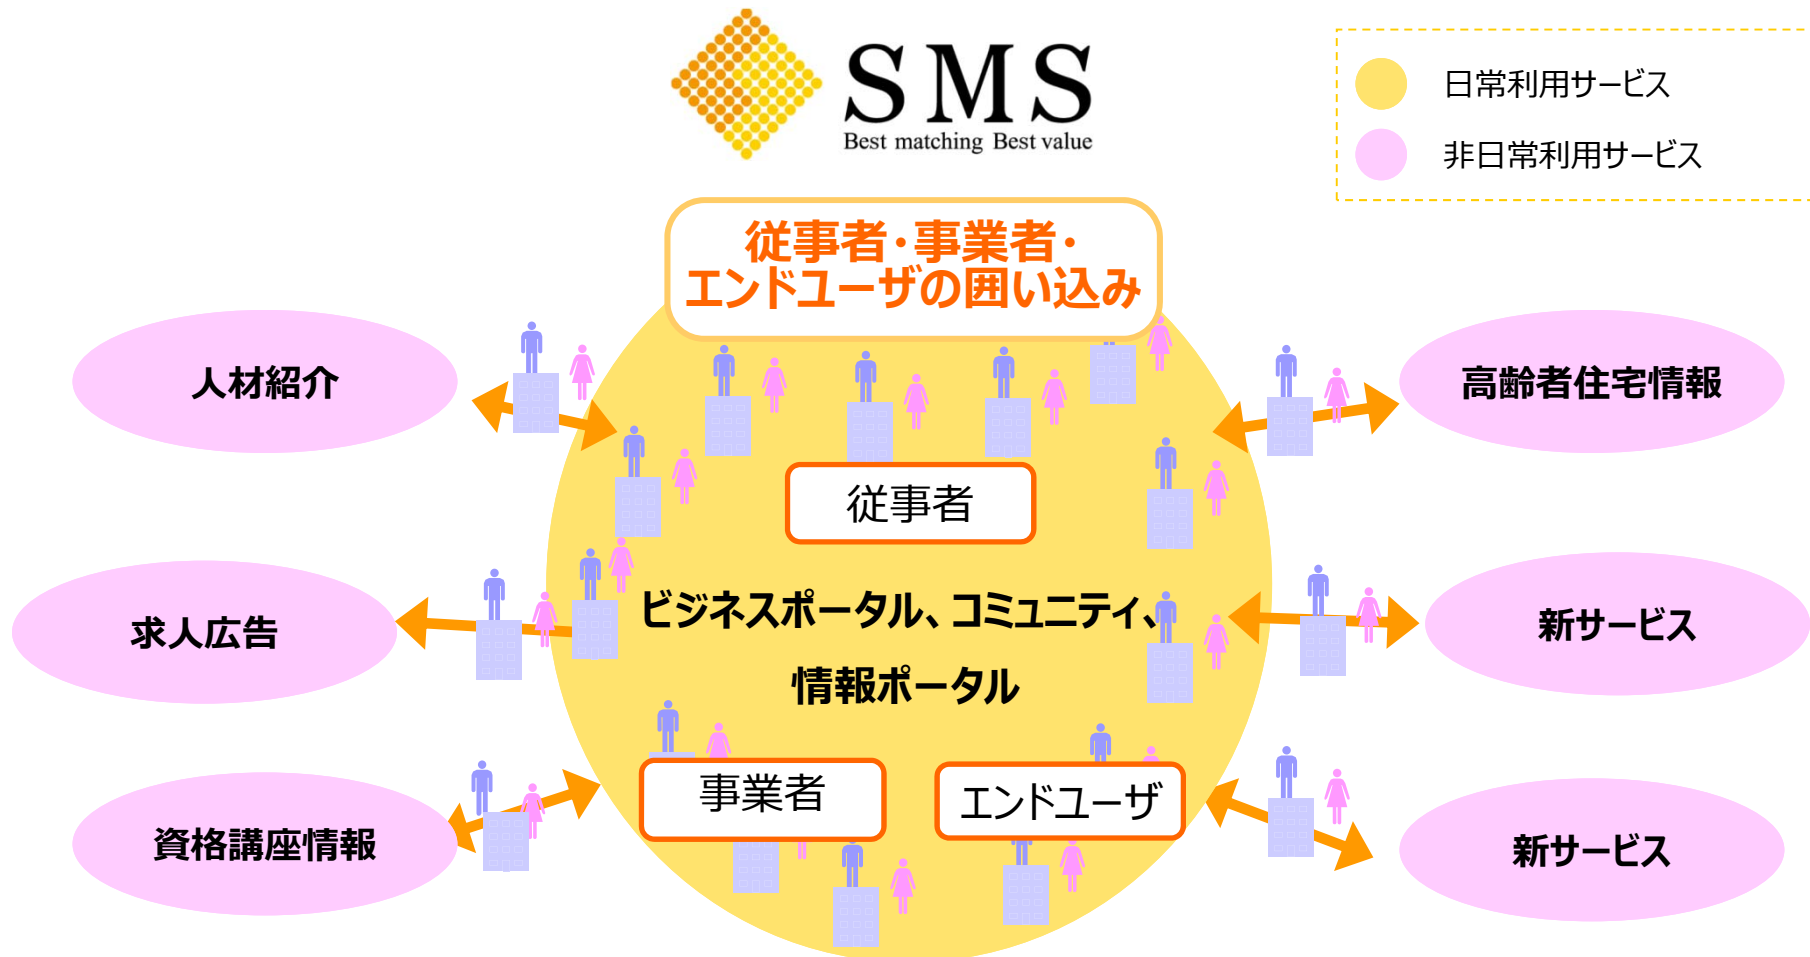 SMS
Best matching Best value
日常利用サービス
非日常利用サービス
従事者・事業者・
エンドユーザの囲い込み
人材紹介
高齢者住宅情報
従事者
求人広告
ビジネスポータル、コミュニティ、
情報ポータル
新サービス
事業者
エンドユーザ
資格講座情報
新サービス